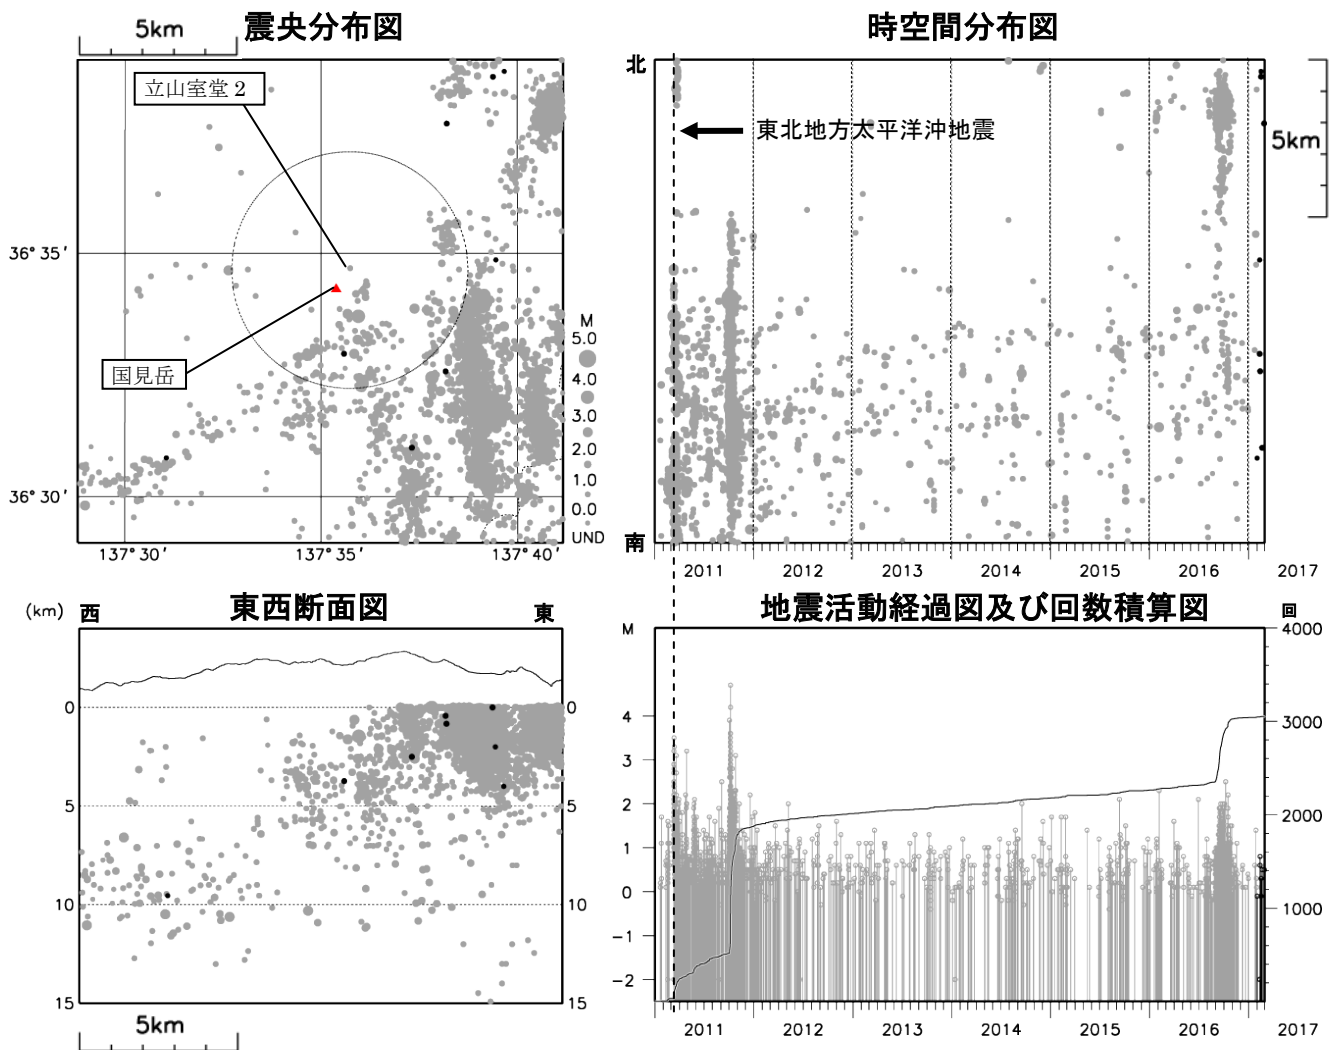 震央分布図
5km
立山室堂２
国見岳
36°35′
36°30′
137°30′
137°35′
137°40′
M
5.0
4.0
3.0
2.0
1.0
0.0
UND
時空間分布図
北
南
東北地方太平洋沖地震
5km
2011
2012
2013
2014
2015
2016
2017
東西断面図
(km)
西
東
0
5
10
15
0
5
10
15
5km
地震活動経過図及び回数積算図
M
回
4
3
2
1
0
-1
-2
4000
3000
2000
1000
2011
2012
2013
2014
2015
2016
2017